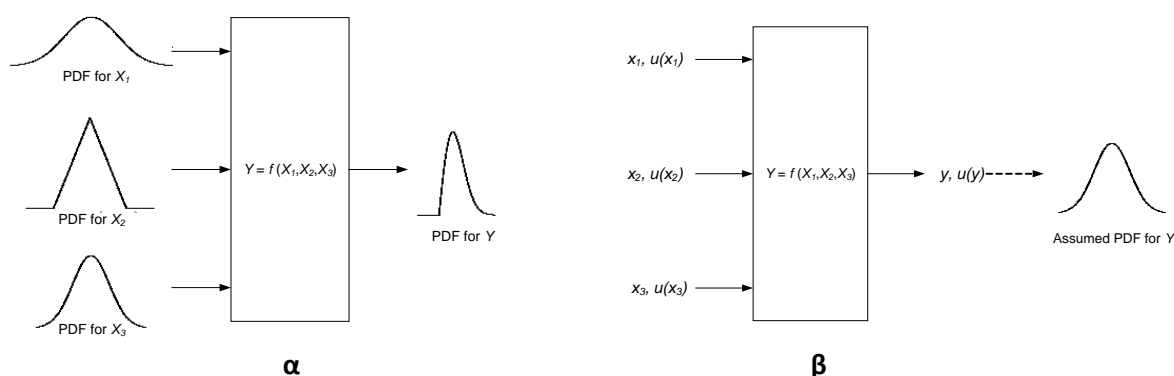 PDF for X1
PDF for X2
PDF for X3
Y = f (X1,X2,X3)
PDF for Y
α
x1, u(x1)
x2, u(x2)
x3, u(x3)
Y = f (X1,X2,X3)
y, u(y)
Assumed PDF for Y
β